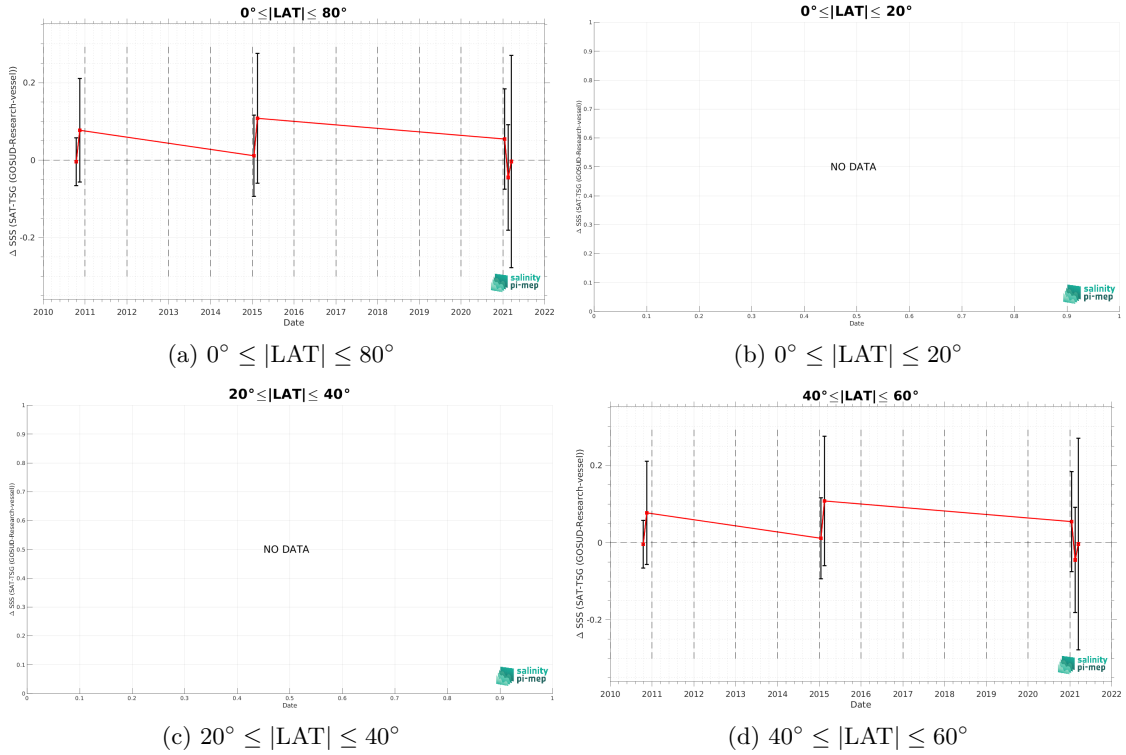 0°≤|LAT|≤ 80°
Δ SSS (SAT-TSG (GOSUD-Research-vessel))
0.2
0
-0.2
2010 2011 2012 2013 2014 2015 2016 2017 2018 2019 2020 2021 2022
Date
salinity
pi-mep
(a) 0° ≤ |LAT| ≤ 80°
0°≤|LAT|≤ 20°
Δ SSS (SAT-TSG (GOSUD-Research-vessel))
1
0.9
0.8
0.7
0.6
0.5
0.4
0.3
0.2
0.1
0
NO DATA
0 0.1 0.2 0.3 0.4 0.5 0.6 0.7 0.8 0.9 1
Date
salinity
pi-mep
(b) 0° ≤ |LAT| ≤ 20°
20°≤|LAT|≤ 40°
Δ SSS (SAT-TSG (GOSUD-Research-vessel))
1
0.9
0.8
0.7
0.6
0.5
0.4
0.3
0.2
0.1
0
NO DATA
0 0.1 0.2 0.3 0.4 0.5 0.6 0.7 0.8 0.9 1
Date
salinity
pi-mep
(c) 20° ≤ |LAT| ≤ 40°
40°≤|LAT|≤ 60°
Δ SSS (SAT-TSG (GOSUD-Research-vessel))
0.2
0
-0.2
2010 2011 2012 2013 2014 2015 2016 2017 2018 2019 2020 2021 2022
Date
salinity
pi-mep
(d) 40° ≤ |LAT| ≤ 60°